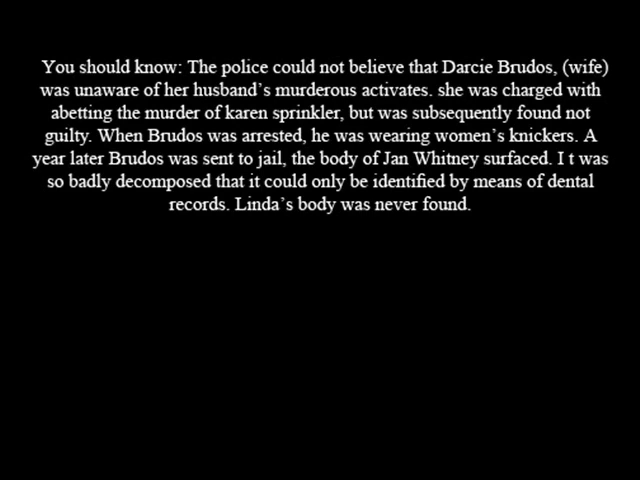 You should know: The police could not believe that Darcie Brudos, (wife)
was unaware of her husband’s murderous activates. she was charged with
abetting the murder of karen sprinkler, but was subsequently found not
guilty. When Brudos was arrested, he was wearing women’s knickers. A
year later Brudos was sent to jail, the body of Jan Whitney surfaced. I t was
so badly decomposed that it could only be identified by means of dental
records. Linda’s body was never found.